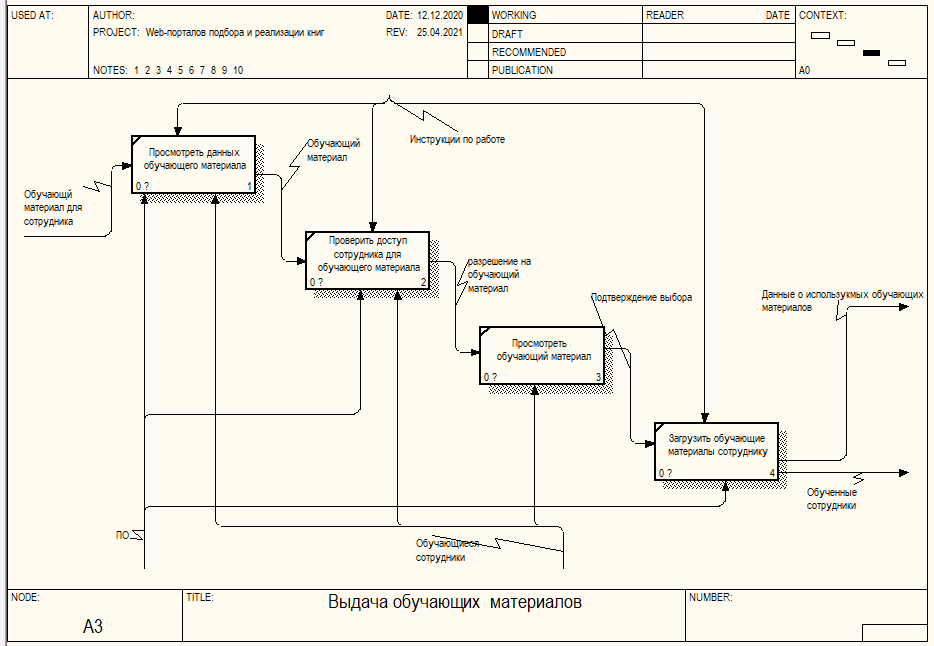 USED AT:
AUTHOR:
DATE: 12.12.2020
WORKING
READER
DATE
CONTEXT:
PROJECT: Web-порталов подбора и реализации книг
REV: 25.04.2021
DRAFT
RECOMMENDED
NOTES: 1 2 3 4 5 6 7 8 9 10
PUBLICATION
A0
Инструкции по работе
Просмотреть данных
обучающего материала
0 ?
1
Обучающий
материал
Обучающй
материал для
сотрудника
Проверить доступ
сотрудника для
обучающего материала
0 ?
2
разрешение на
обучающий
материал
Подтверждение выбора
Данные о использукмых обучающих
материалов
Просмотреть
обучающий материал
0 ?
3
Загрузить обучающие
материалы сотруднику
0 ?
4
Обученные
сотрудники
ПО
Обучающиеся
сотрудники
NODE:
A3
TITLE:
Выдача обучающих материалов
NUMBER: